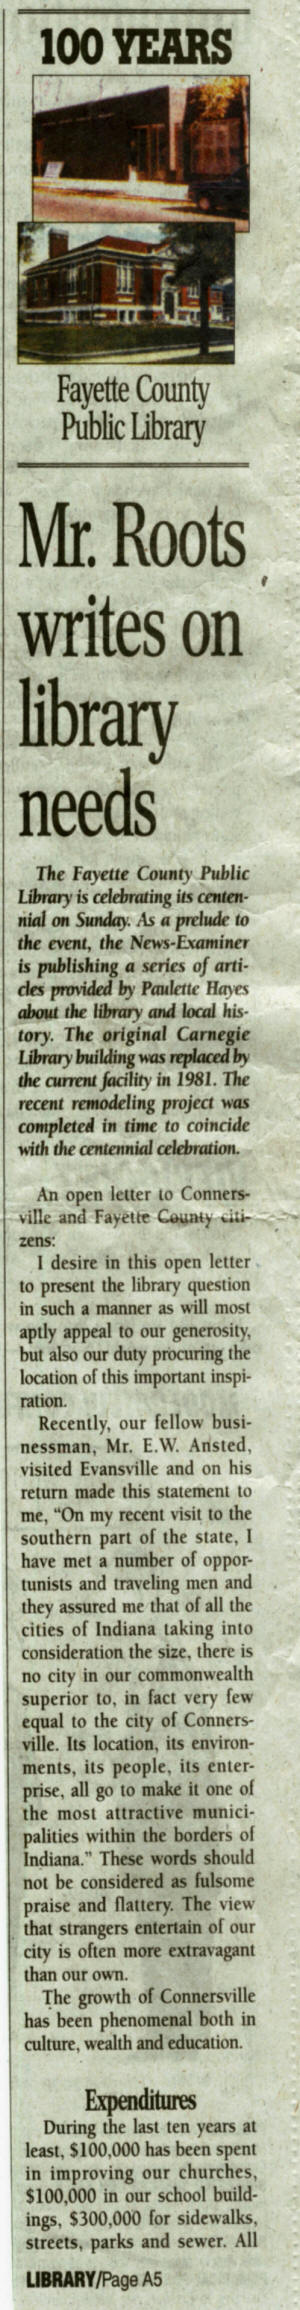 100 YEARS
Fayette County
Public Library
Mr. Roots
writes on
library
needs
The Fayette County Public
Library is celebrating its centen-
nial on Sunday. As a prelude to
the event, the News-Examiner
is publishing a series of arti-
cles provided by Paulette Hayes
about the library and local his-
tory. The original Carnegie
Library building was replaced by
the current facility in 1981. The
recent remodeling project was
completed in time to coincide
with the centennial celebration.
An open letter to Conners-
ville and Fayette County citi-
zens:
I desire in this open letter
to present the library question
in such a manner as will most
aptly appeal to our generosity,
but also our duty procuring the
location of this important inspi-
ration.
Recently, our fellow busi-
nessman, Mr. E.W. Ansted,
visited Evansville and on his
return made this statement to
me, “On my recent visit to the
southern part of the state, I
have met a number of oppor-
tunists and traveling men and
they assured me that of all the
cities of Indiana taking into
consideration the size, there is
no city in our commonwealth
superior to, in fact very few
equal to the city of Conners-
ville. Its location, its environ-
ments, its people, its enter-
prise, all go to make it one of
the most attractive munici-
palities within the borders of
Indiana.” These words should
not be considered as fulsome
praise and flattery. The view
that strangers entertain of our
city is often more extravagant
than our own.
The growth of Connersville
has been phenomenal both in
culture, wealth and education.
Expenditures
During the last ten years at
least, $100,000 has been spent
in improving our churches,
$100,000 in our school build-
ings, $300,000 for sidewalks,
streets, parks and sewer. All
LIBRARY/Page A5